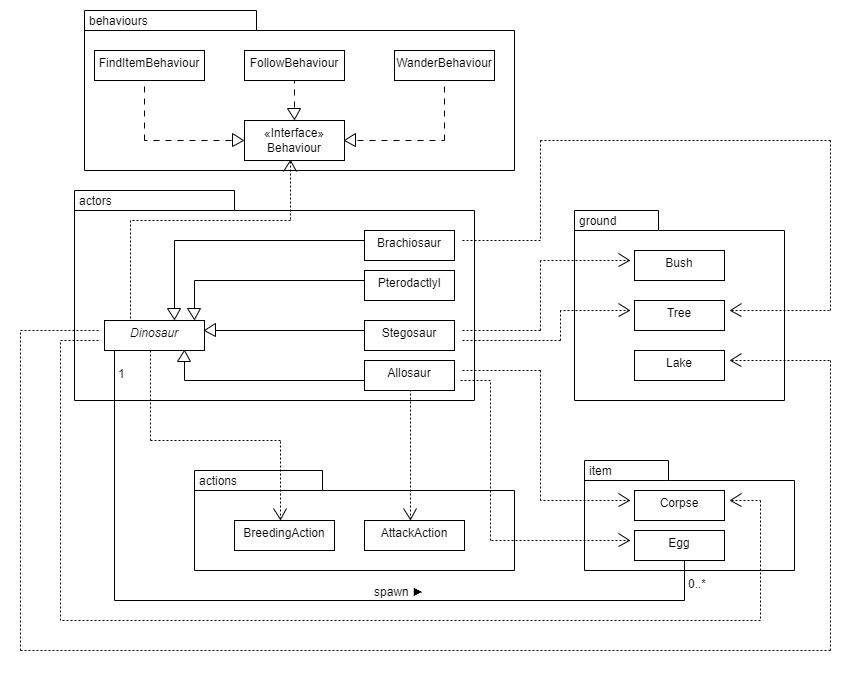 behaviours
FindItemBehaviour
FollowBehaviour
WanderBehaviour
«Interface»
Behaviour
actors
Brachiosaur
Pterodactlyl
Dinosaur
Stegosaur
Allosaur
1
ground
Bush
Tree
Lake
actions
BreedingAction
AttackAction
item
Corpse
Egg
0..*
spawn ►